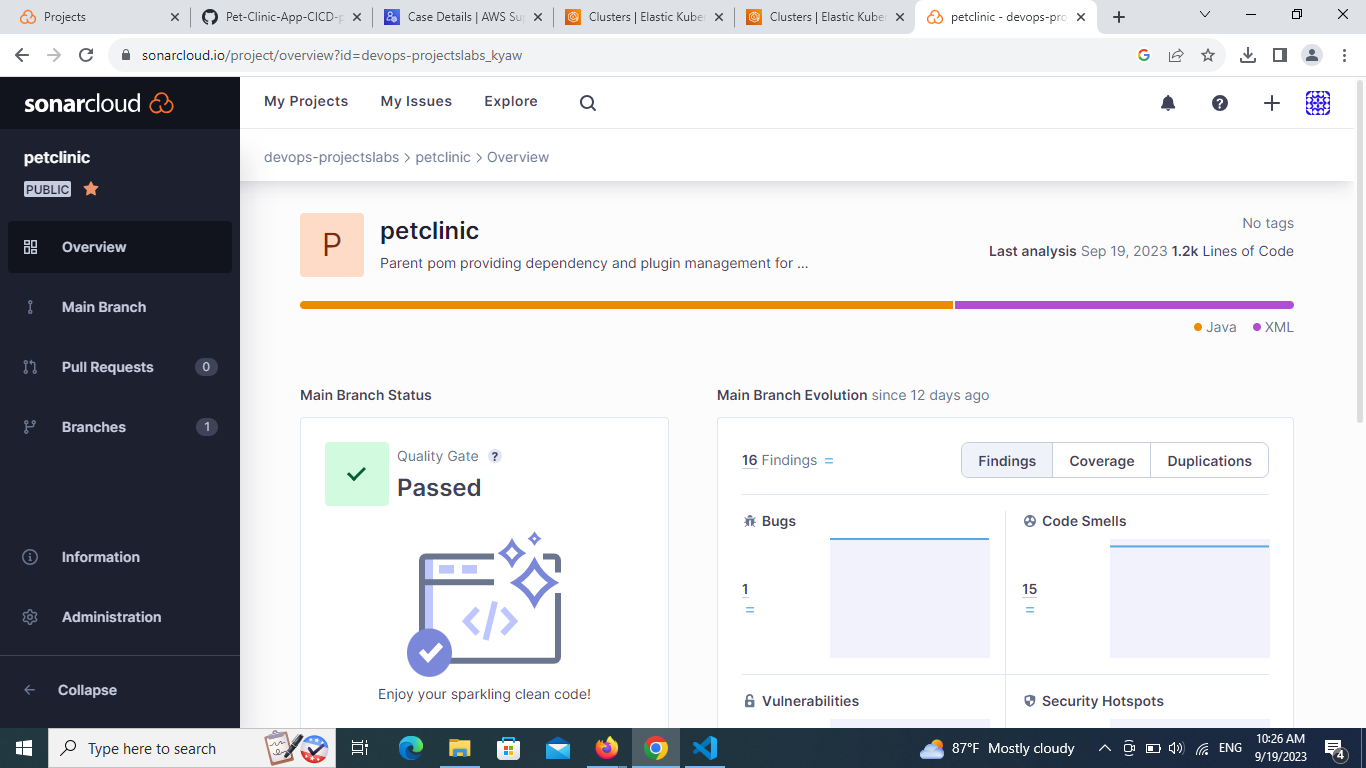 Projects
Pet-Clinic-App-CICD-p
Case Details | AWS Su
Clusters | Elastic Kuber
Clusters | Elastic Kuber
petclinic - devops-pro
sonarcloud.io/project/overview?id=devops-projectslabs_kyaw
sonarcloud
My Projects
My Issues
Explore
petclinic
PUBLIC
devops-projectslabs > petclinic > Overview
Overview
Main Branch
Pull Requests 0
Branches 1
Information
Administration
Collapse
P
petclinic
Parent pom providing dependency and plugin management for ...
No tags
Last analysis Sep 19, 2023 1.2k Lines of Code
Java XML
Main Branch Status
Quality Gate ?
Passed
</>
Enjoy your sparkling clean code!
Main Branch Evolution since 12 days ago
16 Findings =
Findings
Coverage
Duplications
Bugs
1
=
Code Smells
15
=
Vulnerabilities
Security Hotspots
Type here to search
87°F Mostly cloudy
ENG
10:26 AM
9/19/2023
4